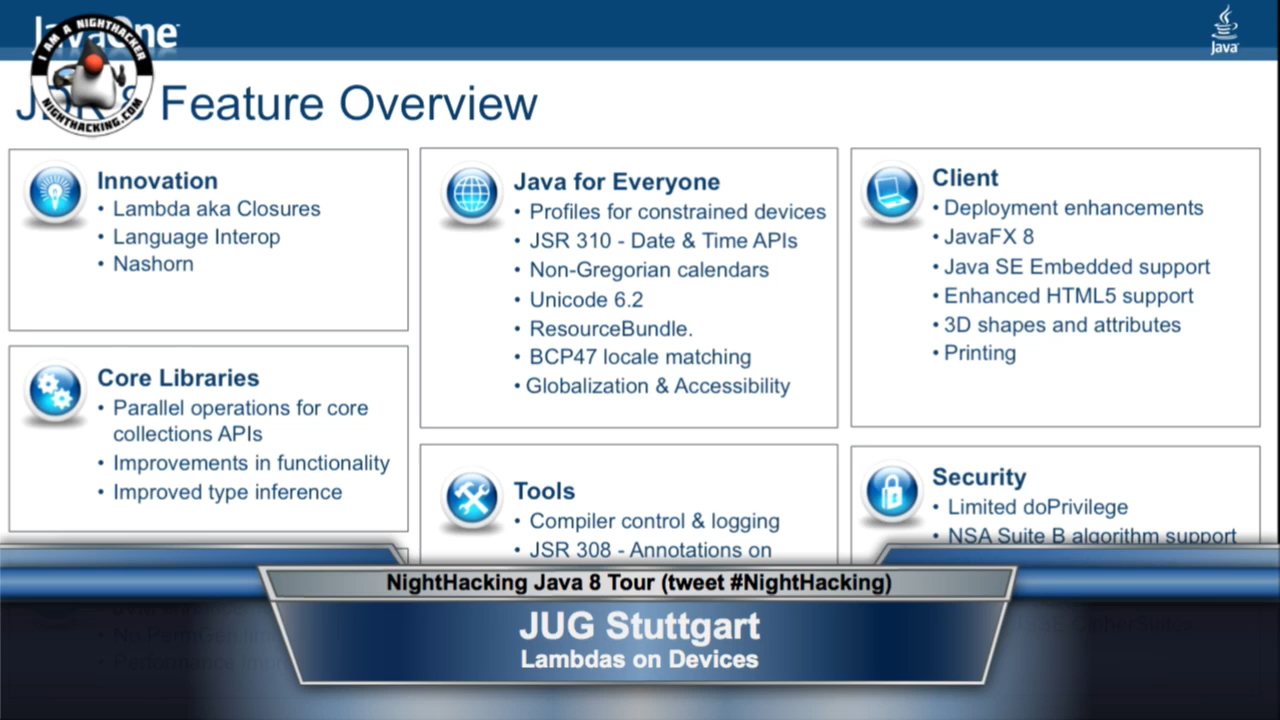 JavaOne
Java
I AM A NIGHTHACKER
NIGHTHACKING.COM
Feature Overview
Innovation
• Lambda aka Closures
• Language Interop
• Nashorn
Core Libraries
• Parallel operations for core
collections APIs
• Improvements in functionality
• Improved type inference
Java for Everyone
• Profiles for constrained devices
• JSR 310 - Date & Time APIs
• Non-Gregorian calendars
• Unicode 6.2
• ResourceBundle.
• BCP47 locale matching
• Globalization & Accessibility
Tools
• Compiler control & logging
• JSR 308 - Annotations on
Client
• Deployment enhancements
• JavaFX 8
• Java SE Embedded support
• Enhanced HTML5 support
• 3D shapes and attributes
• Printing
Security
• Limited doPrivilege
• NSA Suite B algorithm support
NightHacking Java 8 Tour (tweet #NightHacking)
JUG Stuttgart
Lambdas on Devices